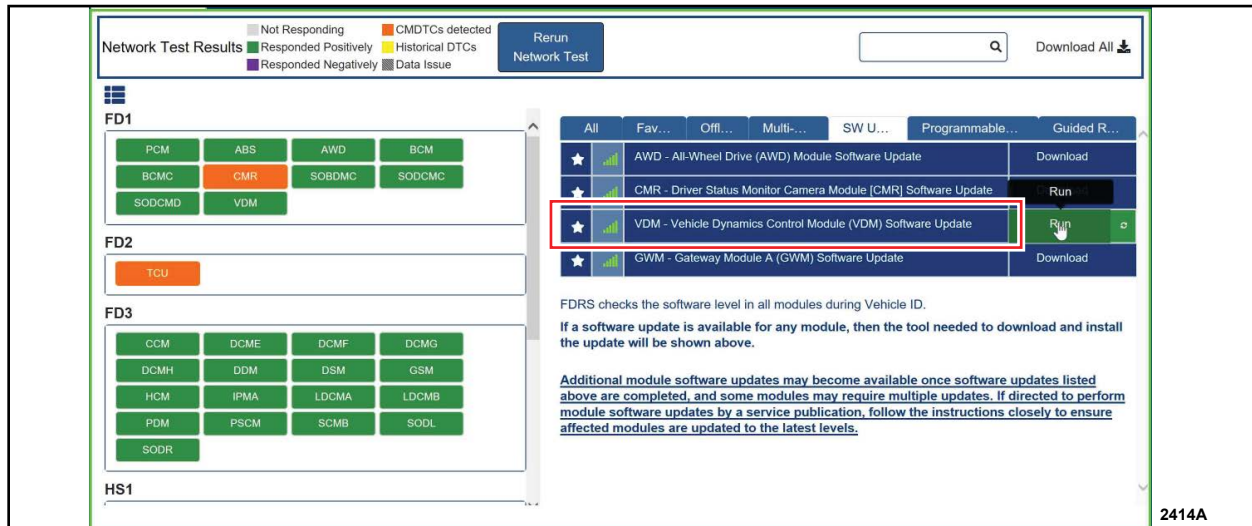 Network Test Results
Not Responding
CMDTCs detected
Responded Positively
Historical DTCs
Responded Negatively
Data Issue
Rerun
Network Test
Download All
FD1
PCM ABS AWD BCM
BCMC CMR SOBDMC SODCMC
SODCMD VDM
FD2
TCU
FD3
CCM DCME DCMF DCMG
DCMH DDM DSM GSM
HCM IPMA LDCMA LDCMB
PDM PSCM SCMB SODL
SODR
HS1
All Fav... Offl... Multi-... SW U... Programmable... Guided R...
AWD - All-Wheel Drive (AWD) Module Software Update Download
CMR - Driver Status Monitor Camera Module [CMR] Software Update Run
VDM - Vehicle Dynamics Control Module (VDM) Software Update Run
GWM - Gateway Module A (GWM) Software Update Download
FDRS checks the software level in all modules during Vehicle ID.
If a software update is available for any module, then the tool needed to download and install
the update will be shown above.
Additional module software updates may become available once software updates listed
above are completed, and some modules may require multiple updates. If directed to perform
module software updates by a service publication, follow the instructions closely to ensure
affected modules are updated to the latest levels.
2414A